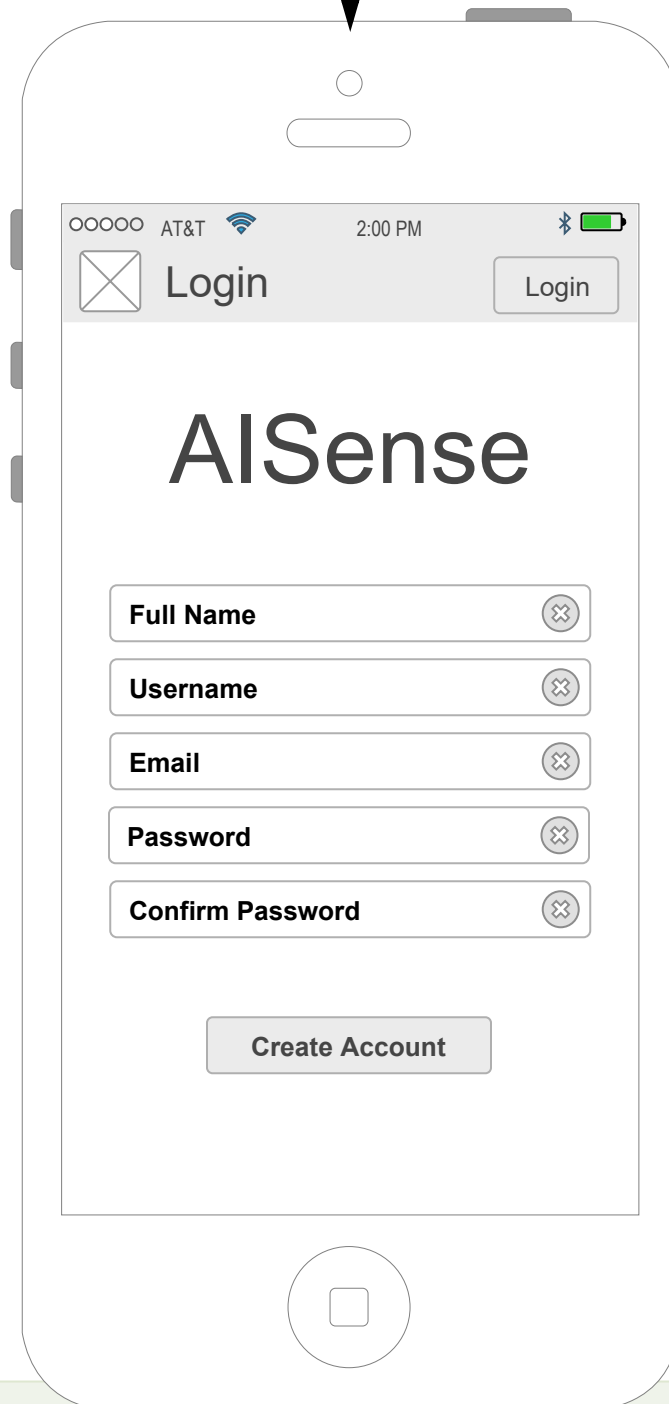 AT&T 2:00 PM
Login Login
AISense
Full Name
Username
Email
Password
Confirm Password
Create Account